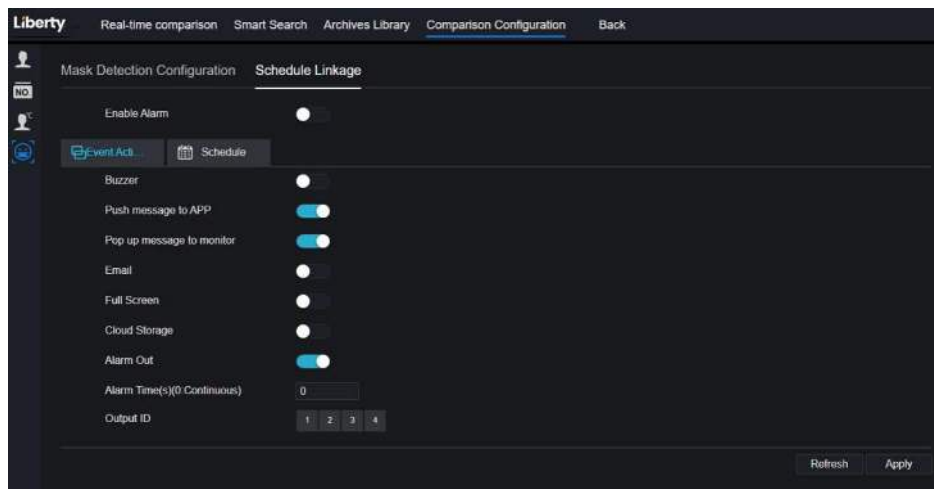 Liberty Real-time comparison Smart Search Archives Library Comparison Configuration Back
Mask Detection Configuration Schedule Linkage
NO.
Enable Alarm
°C
Event Acti... Schedule
Buzzer
Push message to APP
Pop up message to monitor
Email
Full Screen
Cloud Storage
Alarm Out
Alarm Time(s)(0:Continuous) 0
Output ID 1 2 3 4
Refresh Apply